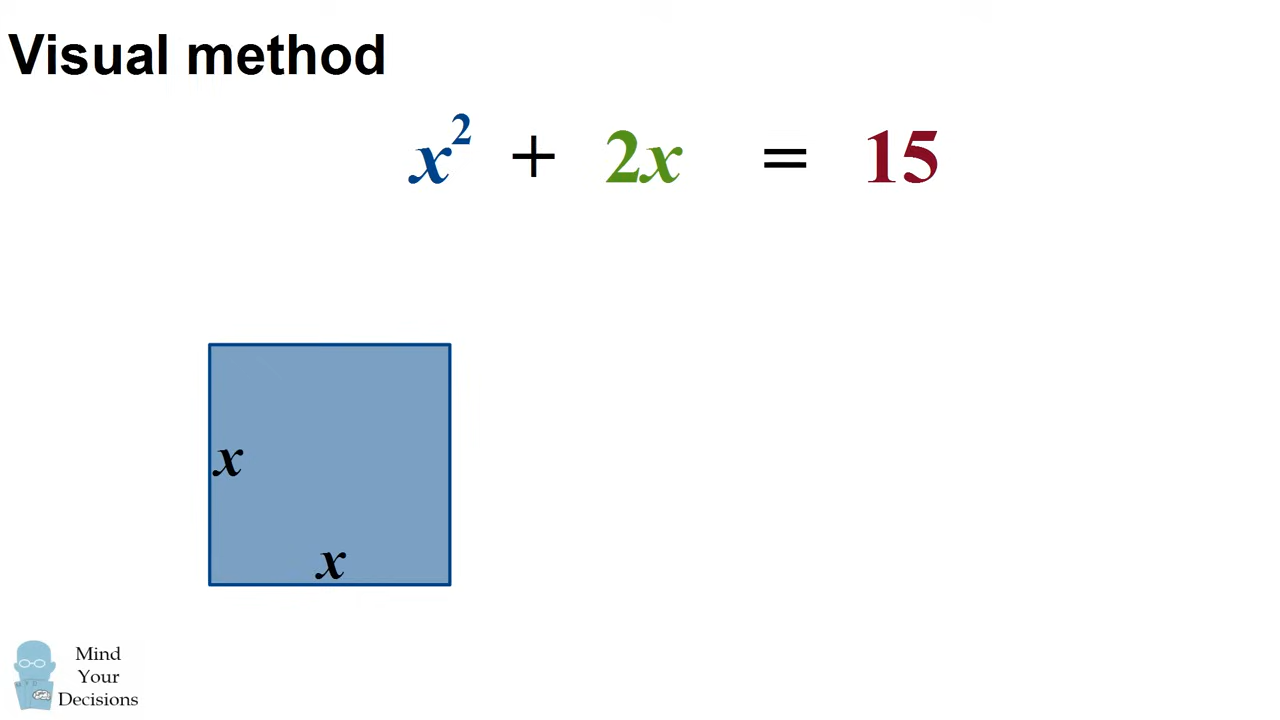 Visual method
x² + 2x = 15
x
x
Mind
Your
Decisions